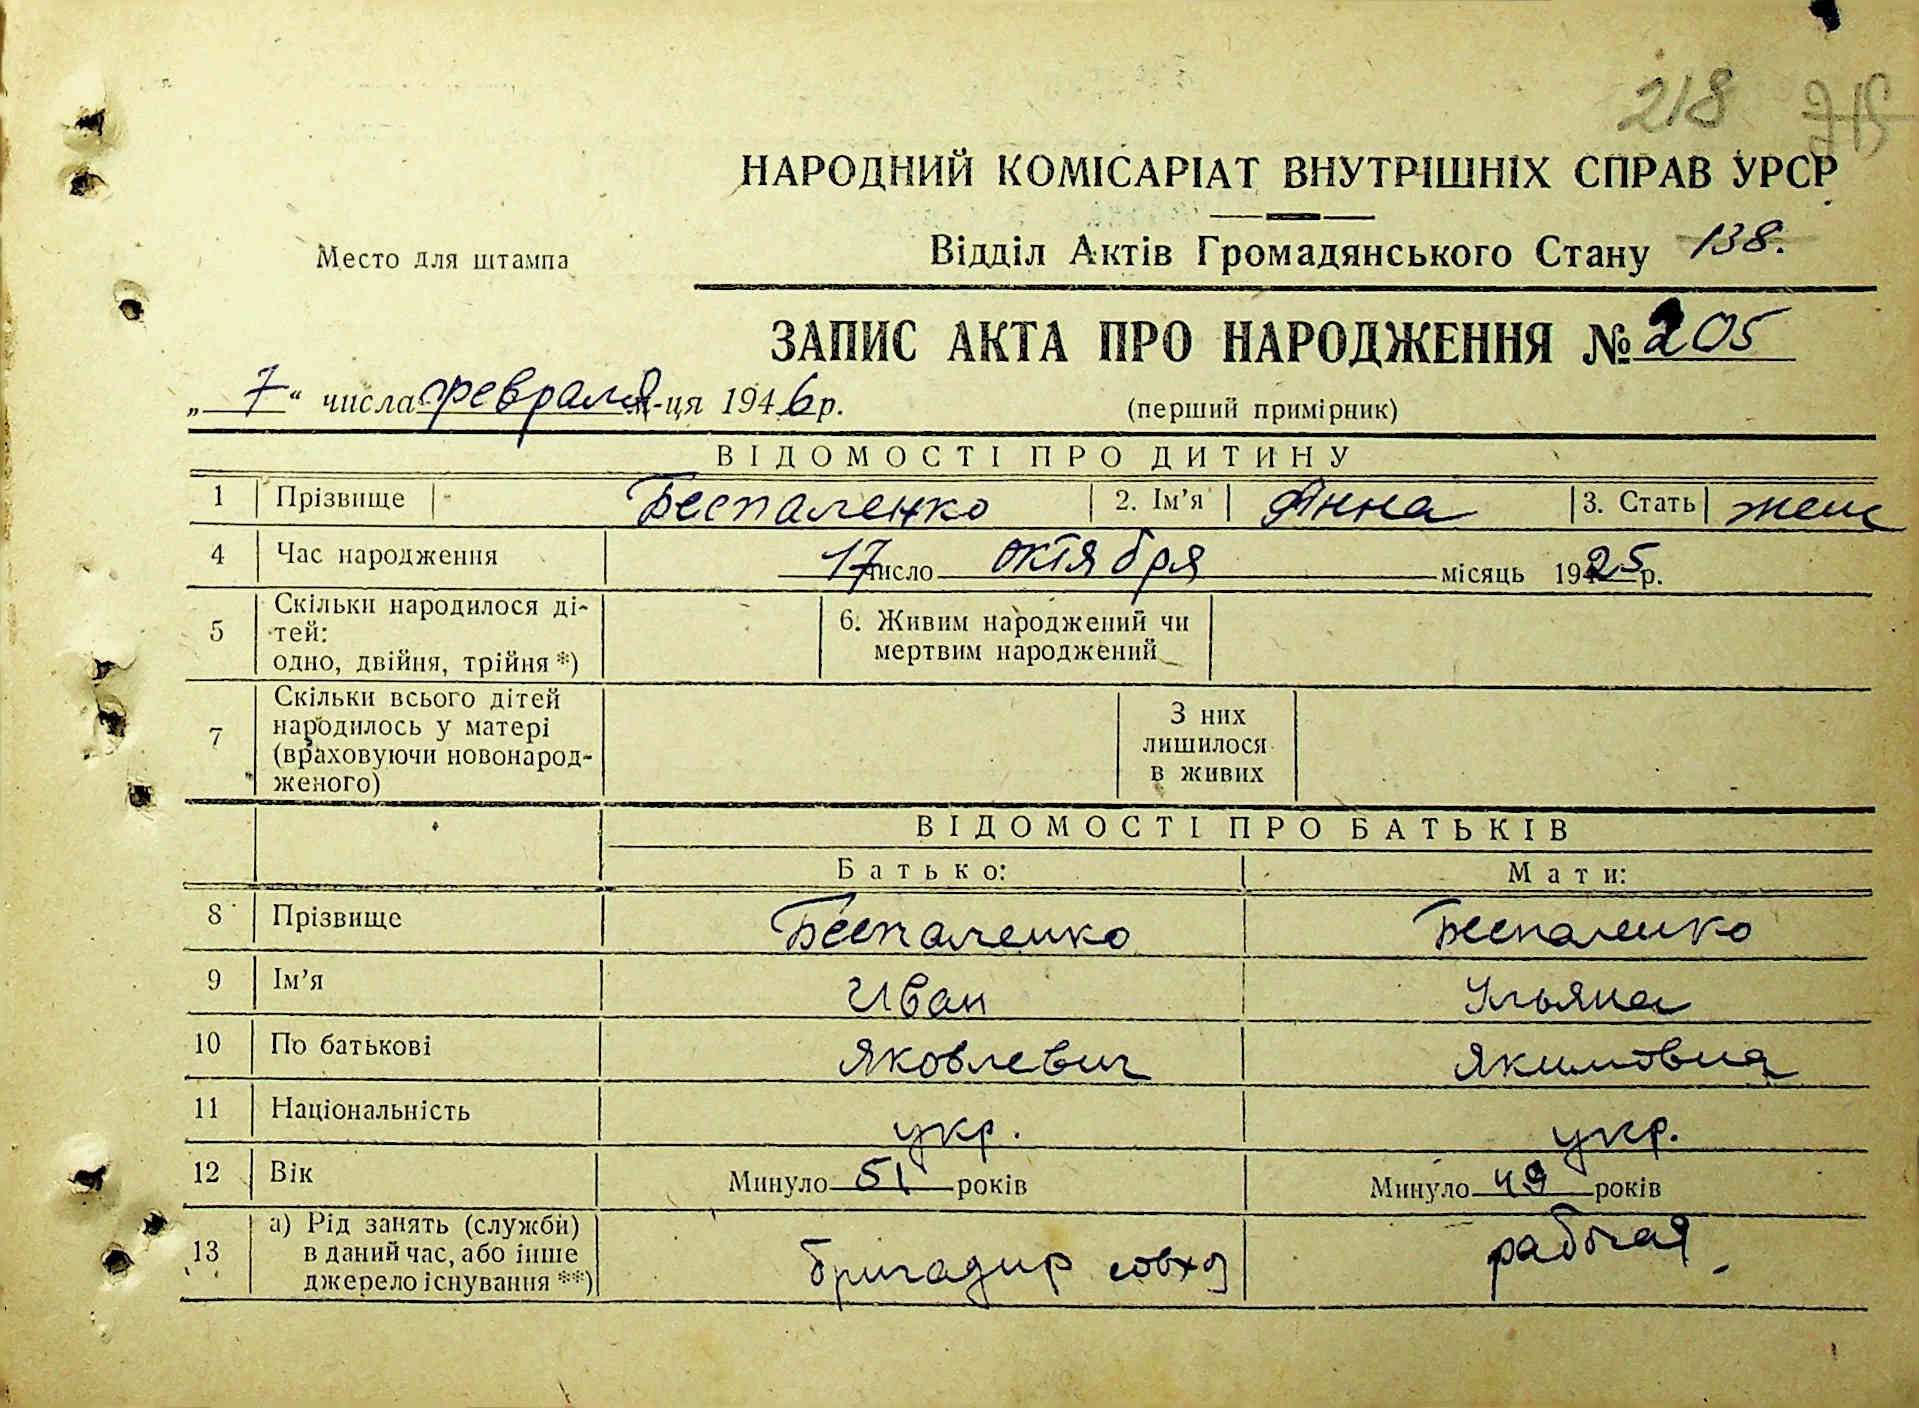 218
НАРОДНИЙ КОМІСАРІАТ ВНУТРІШНІХ СПРАВ УРСР
Место для штампа
Відділ Актів Громадянського Стану 138.
ЗАПИС АКТА ПРО НАРОДЖЕННЯ № 205
„ 7 “ числа февраля м-ця 1946 р.
(перший примірник)
ВІДОМОСТІ ПРО ДИТИНУ
1 Прізвище Беспаленко 2. Ім’я Анна 3. Стать жен
4 Час народження 17 число октября місяць 1925 р.
5 Скільки народилося ді-
тей:
одно, двійня, трійня *)
6. Живим народжений чи
мертвим народжений
7 Скільки всього дітей
народилось у матері
(враховуючи новонарод-
женого)
З них
лишилося
в живих
ВІДОМОСТІ ПРО БАТЬКІВ
Батько: Мати:
8 Прізвище Беспаленко Беспаленко
9 Ім’я Иван Ульяна
10 По батькові Яковлевич Якимовна
11 Національність укр. укр.
12 Вік Минуло 51 років Минуло 49 років
13 а) Рід занять (служби)
в даний час, або інше
джерело існування **)
бригадир совхоз рабочая